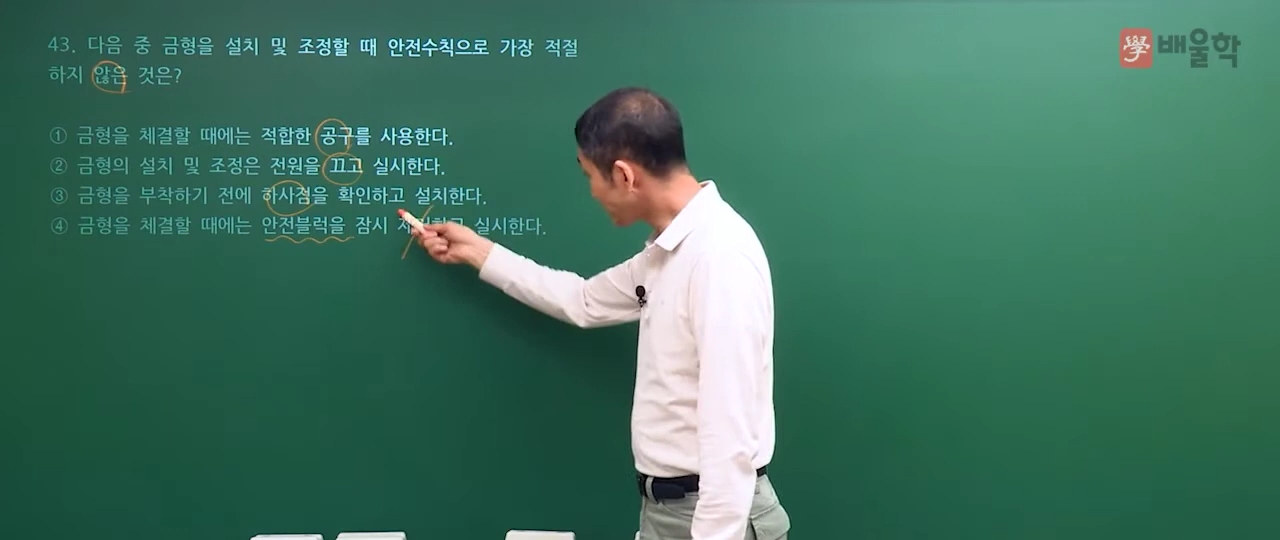 43. 다음 중 금형을 설치 및 조정할 때 안전수칙으로 가장 적절
하지 않은 것은?
① 금형을 체결할 때에는 적합한 공구를 사용한다.
② 금형의 설치 및 조정은 전원을 끄고 실시한다.
③ 금형을 부착하기 전에 하사점을 확인하고 설치한다.
④ 금형을 체결할 때에는 안전블럭을 잠시 실시한다.
學 배울학